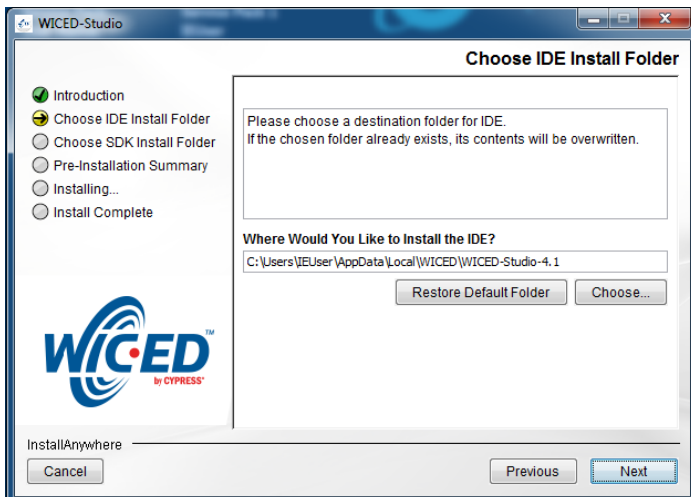 WICED-Studio
Choose IDE Install Folder
Introduction
Choose IDE Install Folder
Choose SDK Install Folder
Pre-Installation Summary
Installing...
Install Complete
Please choose a destination folder for IDE.
If the chosen folder already exists, its contents will be overwritten.
Where Would You Like to Install the IDE?
C:\Users\IEUser\AppData\Local\WICED\WICED-Studio-4.1
Restore Default Folder
Choose...
WICED™
by CYPRESS®
InstallAnywhere
Cancel
Previous
Next